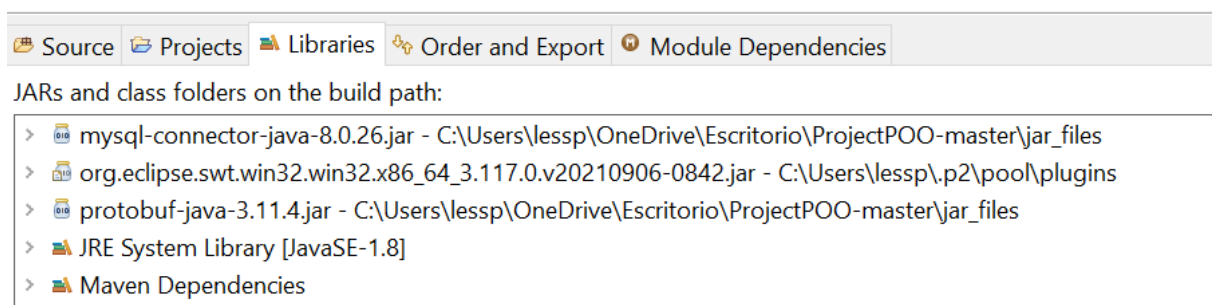 Source Projects Libraries Order and Export Module Dependencies
JARs and class folders on the build path:
mysql-connector-java-8.0.26.jar - C:\Users\lessp\OneDrive\Escritorio\ProjectPOO-master\jar_files
org.eclipse.swt.win32.win32.x86_64_3.117.0.v20210906-0842.jar - C:\Users\lessp\.p2\pool\plugins
protobuf-java-3.11.4.jar - C:\Users\lessp\OneDrive\Escritorio\ProjectPOO-master\jar_files
JRE System Library [JavaSE-1.8]
Maven Dependencies